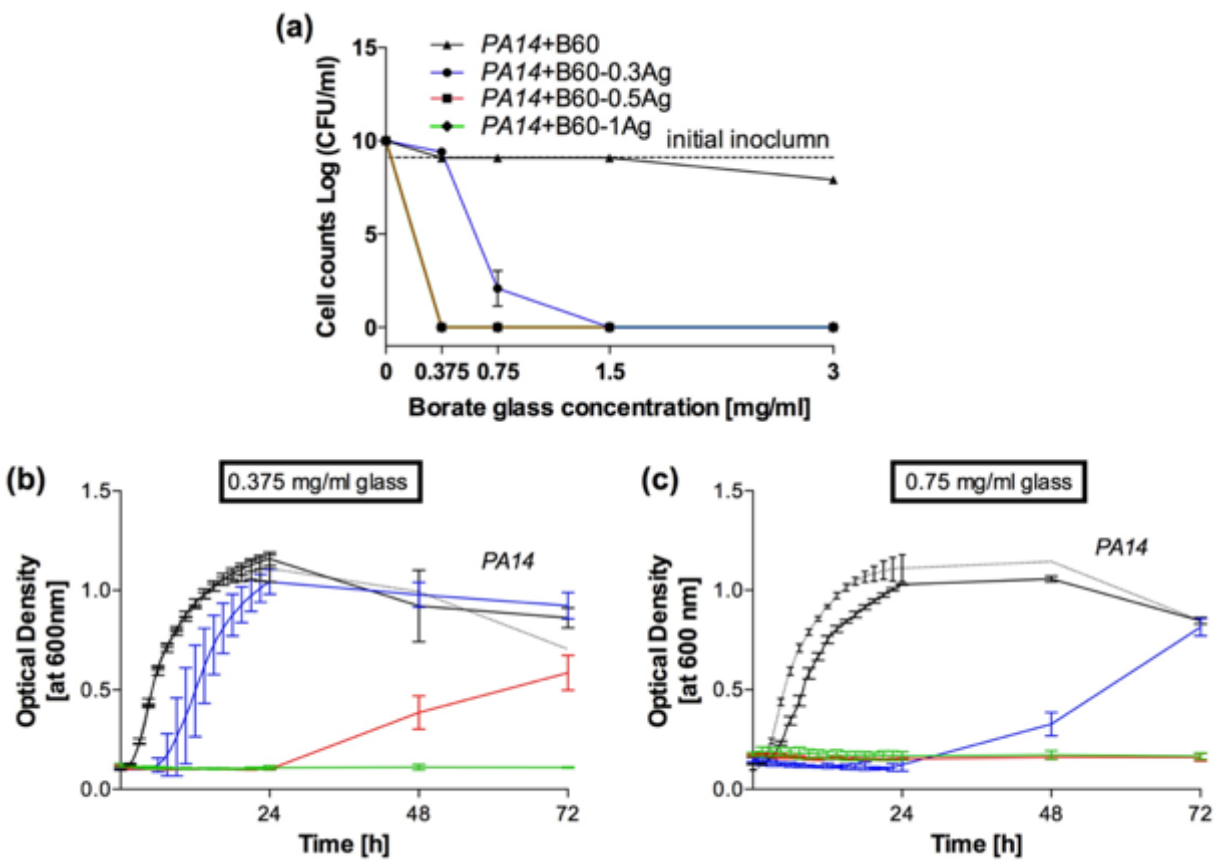 (a)
PA14+B60
PA14+B60-0.3Ag
PA14+B60-0.5Ag
PA14+B60-1Ag
initial inoclumn
Cell counts Log (CFU/ml)
15
10
5
0
0 0.375 0.75 1.5 3
Borate glass concentration [mg/ml]
(b)
0.375 mg/ml glass
PA14
Optical Density
[at 600nm]
1.5
1.0
0.5
0.0
24 48 72
Time [h]
(c)
0.75 mg/ml glass
PA14
Optical Density
[at 600 nm]
1.5
1.0
0.5
0.0
24 48 72
Time [h]